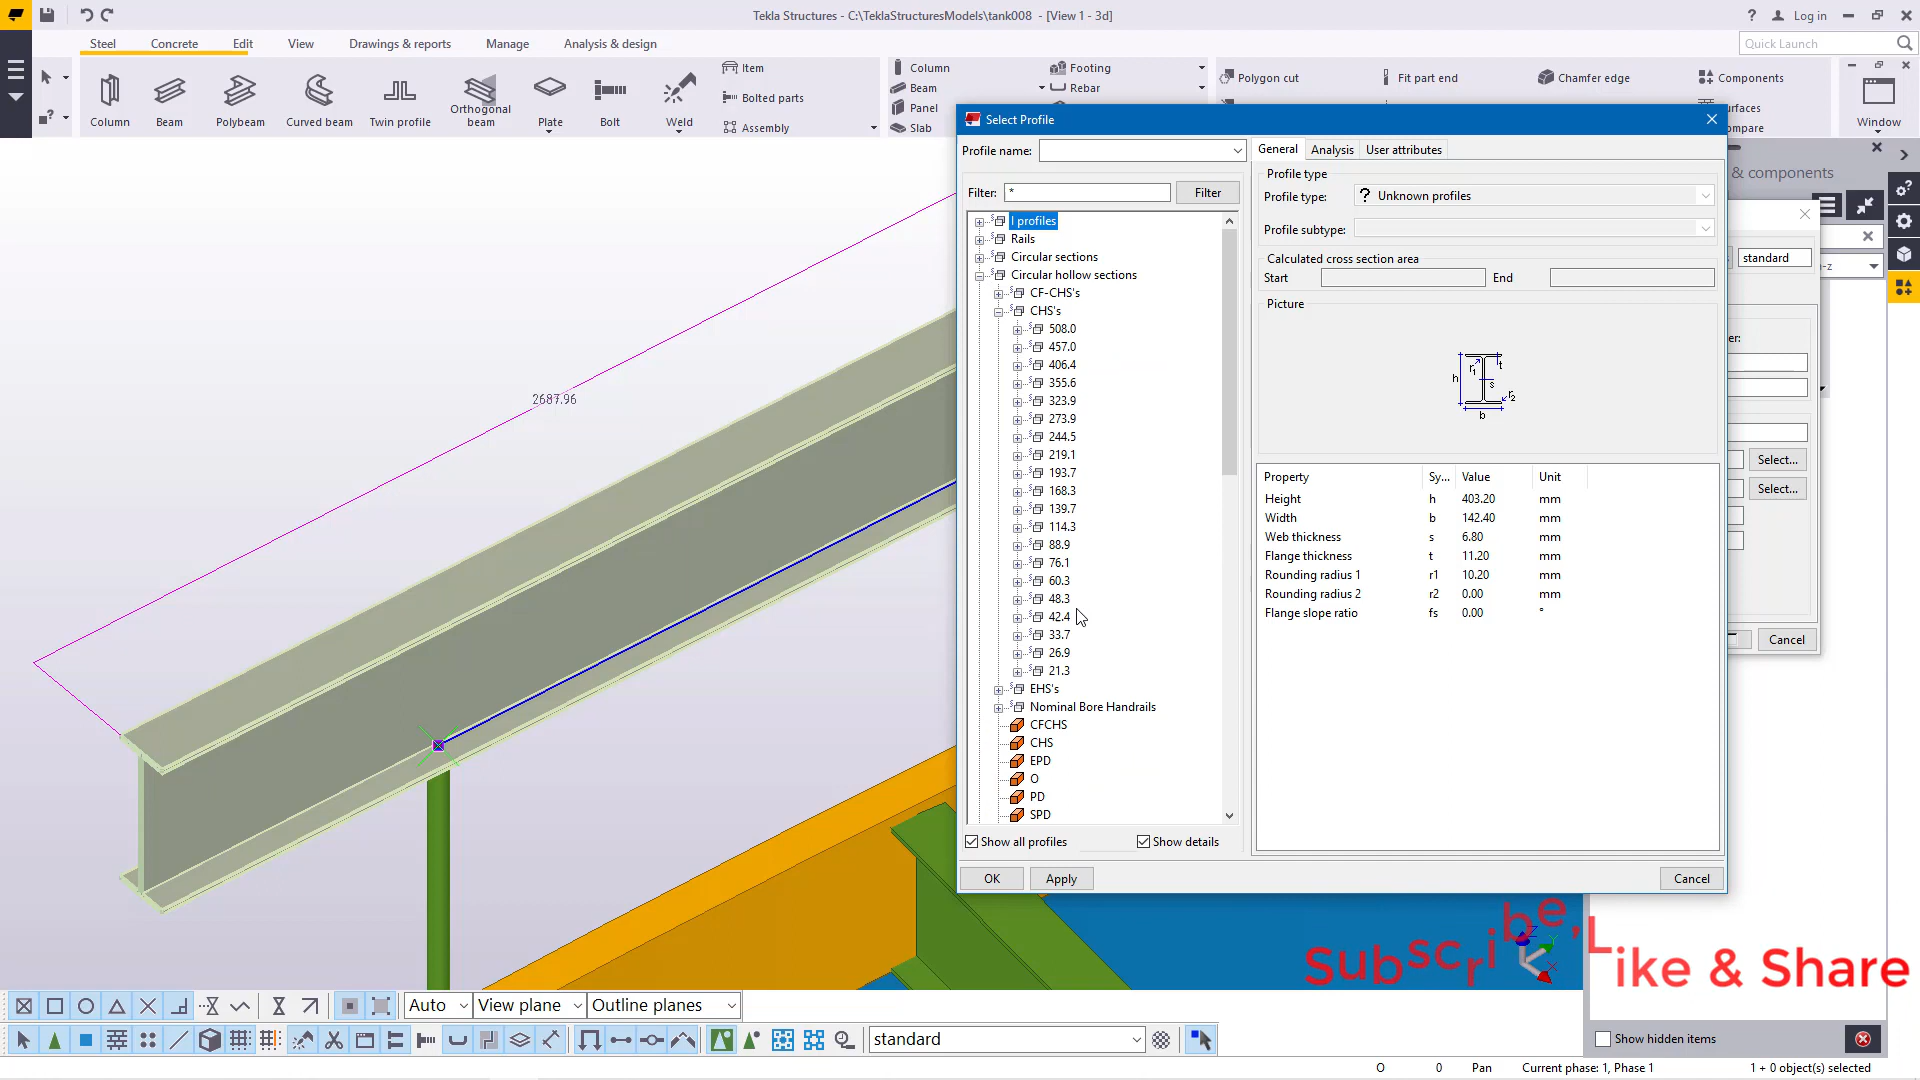 Tekla Structures - C:\TeklaStructuresModels\tank008 - [View 1 - 3d]
? Log in
Steel Concrete Edit View Drawings & reports Manage Analysis & design
Quick Launch
Column
Beam
Polybeam
Curved beam
Twin profile
Orthogonal
beam
Plate
Bolt
Weld
Item
Bolted parts
Assembly
Column
Beam
Panel
Slab
Footing
Rebar
Polygon cut
Fit part end
Chamfer edge
Components
Window
& components
standard
Select...
Select...
Cancel
2687.96
Select Profile
Profile name:
Filter: * Filter
I profiles
Rails
Circular sections
Circular hollow sections
CF-CHS's
CHS's
508.0
457.0
406.4
355.6
323.9
273.9
244.5
219.1
193.7
168.3
139.7
114.3
88.9
76.1
60.3
48.3
42.4
33.7
26.9
21.3
EHS's
Nominal Bore Handrails
CFCHS
CHS
EPD
O
PD
SPD
Show all profiles Show details
OK Apply Cancel
General Analysis User attributes
Profile type
Profile type: ? Unknown profiles
Profile subtype:
Calculated cross section area
Start End
Picture
h r1 t s r2 b
Property Sy... Value Unit
Height h 403.20 mm
Width b 142.40 mm
Web thickness s 6.80 mm
Flange thickness t 11.20 mm
Rounding radius 1 r1 10.20 mm
Rounding radius 2 r2 0.00 mm
Flange slope ratio fs 0.00 °
Subscribe, Like & Share
Auto View plane Outline planes
standard
Show hidden items
O 0 Pan Current phase: 1, Phase 1 1 + 0 object(s) selected